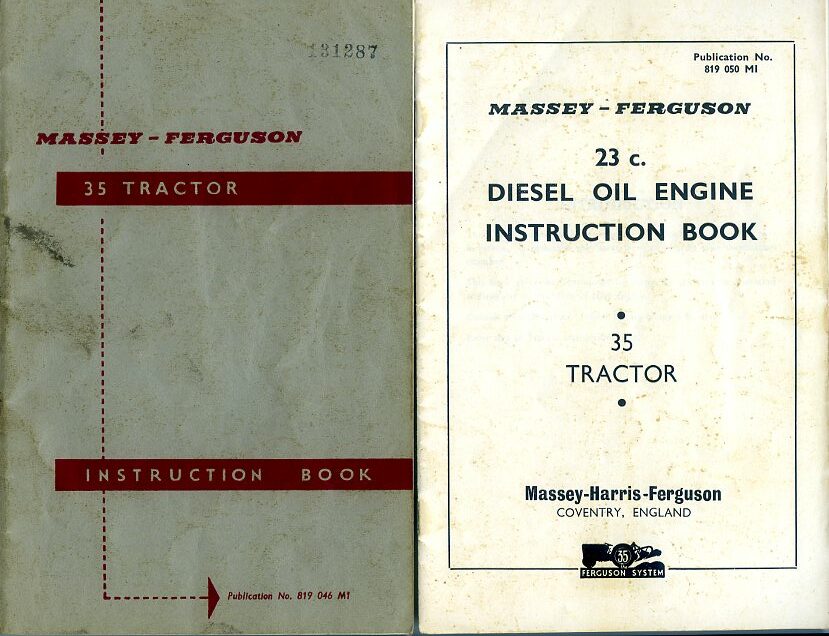 131287
MASSEY-FERGUSON
35 TRACTOR
INSTRUCTION BOOK
Publication No. 819 046 M1
Publication No.
819 050 M1
MASSEY-FERGUSON
23 c.
DIESEL OIL ENGINE
INSTRUCTION BOOK
• 
35
TRACTOR
•
Massey-Harris-Ferguson
COVENTRY, ENGLAND
35
FERGUSON SYSTEM